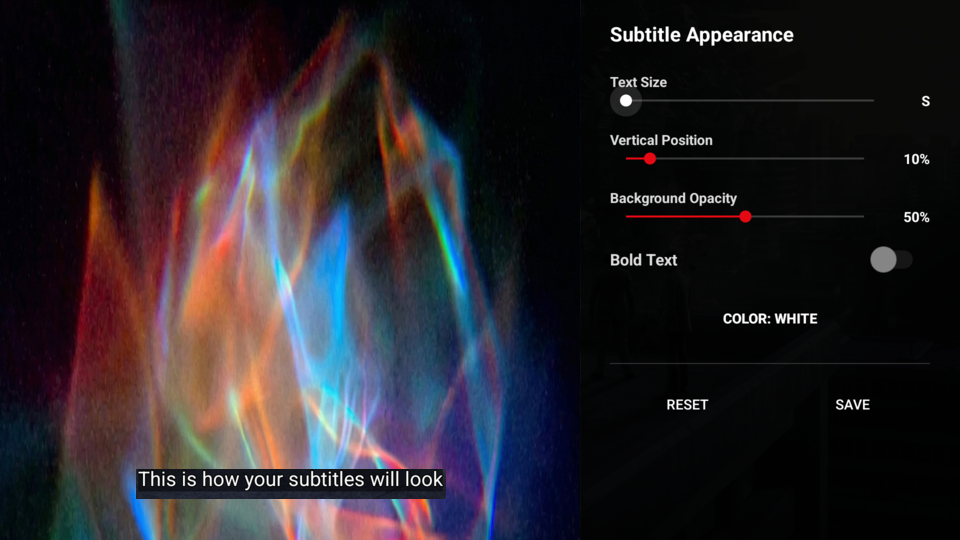 Subtitle Appearance
Text Size
S
Vertical Position
10%
Background Opacity
50%
Bold Text
COLOR: WHITE
RESET
SAVE
This is how your subtitles will look